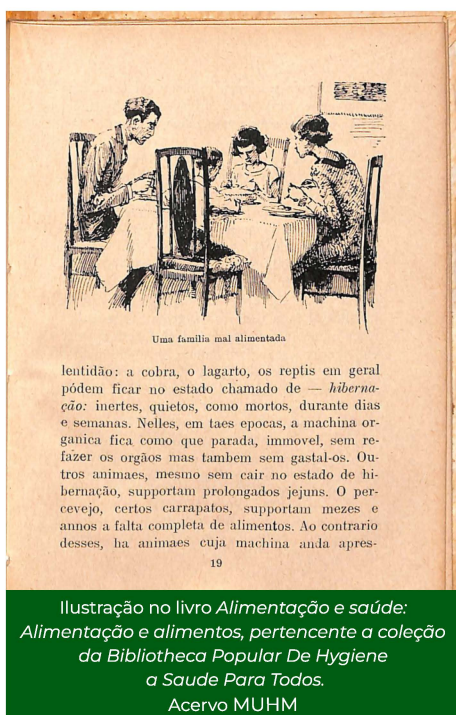 Uma familia mal alimentada
lentidão: a cobra, o lagarto, os reptis em geral
pódem ficar no estado chamado de — hiberna-
ção: inertes, quietos, como mortos, durante dias
e semanas. Nelles, em taes epocas, a machina or-
ganica fica como que parada, immovel, sem re-
fazer os orgãos mas tambem sem gastal-os. Ou-
tros animaes, mesmo sem cair no estado de hi-
bernação, supportam prolongados jejuns. O per-
cevejo, certos carrapatos, supportam mezes e
annos a falta completa de alimentos. Ao contrario
desses, ha animaes cuja machina anda apres-
19
Ilustração no livro Alimentação e saúde:
Alimentação e alimentos, pertencente a coleção
da Bibliotheca Popular De Hygiene
a Saude Para Todos.
Acervo MUHM